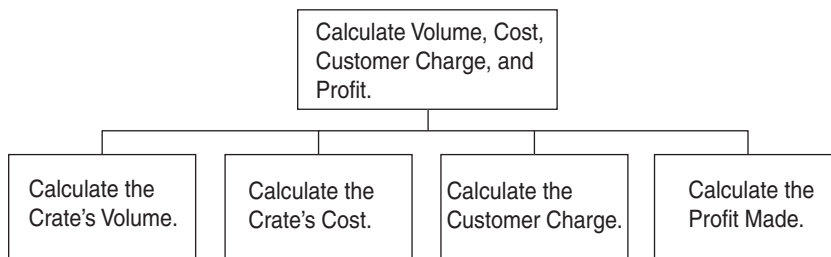 Calculate Volume, Cost,
Customer Charge, and
Profit.
Calculate the
Crate’s Volume.
Calculate the
Crate’s Cost.
Calculate the
Customer Charge.
Calculate the
Profit Made.